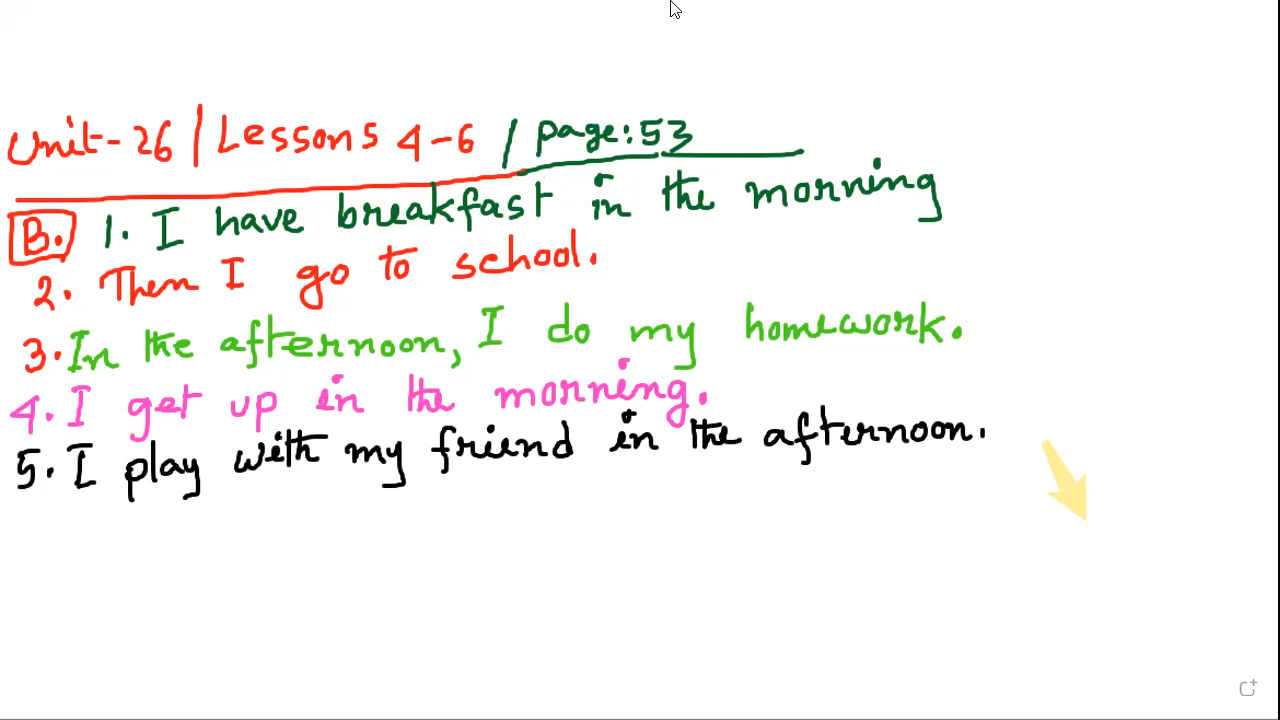 Unit-26 | Lessons 4-6 / page:53
B. 1. I have breakfast in the morning
2. Then I go to school.
3. In the afternoon, I do my homework.
4. I get up in the morning.
5. I play with my friend in the afternoon.